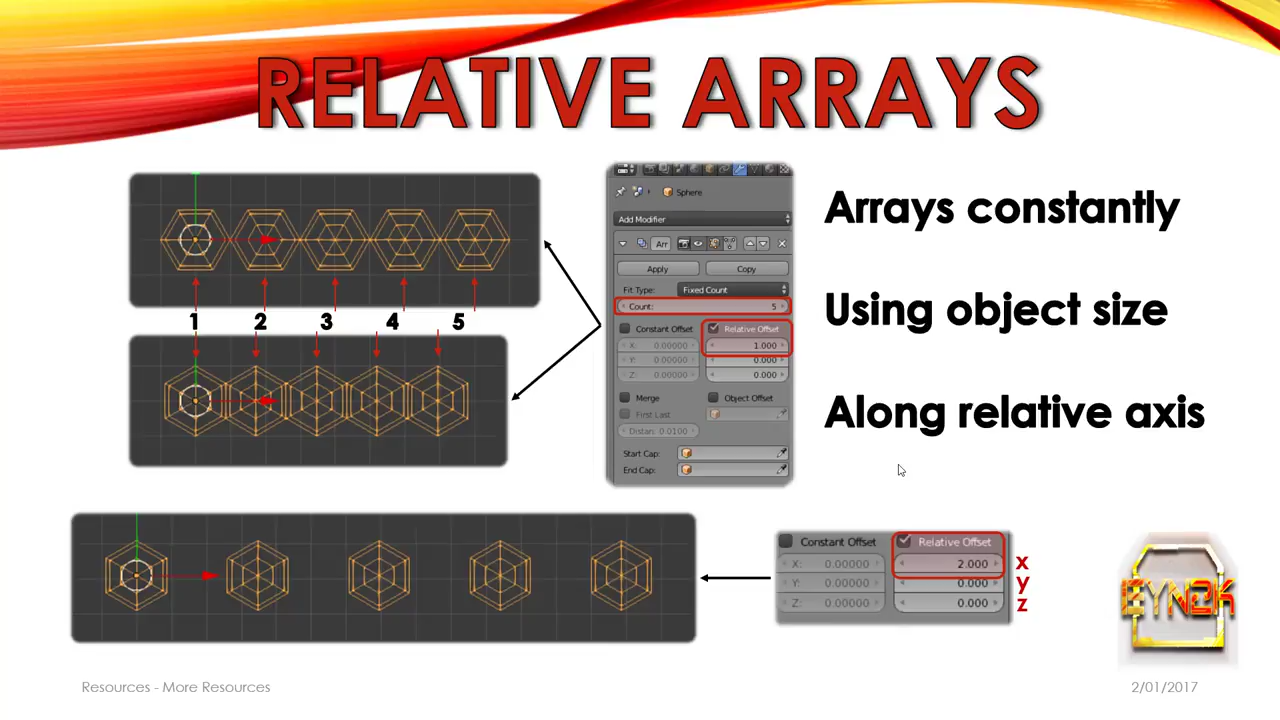 RELATIVE ARRAYS
1 2 3 4 5
Sphere
Add Modifier
Arr
Apply Copy
Fit Type: Fixed Count
Count: 5
Constant Offset Relative Offset
X: 0.00000 1.000
Y: 0.00000 0.000
Z: 0.00000 0.000
Merge Object Offset
First Last
Distan: 0.0100
Start Cap:
End Cap:
Arrays constantly
Using object size
Along relative axis
Constant Offset Relative Offset
X: 0.00000 2.000 x
Y: 0.00000 0.000 y
Z: 0.00000 0.000 z
EYN2K
Resources - More Resources 2/01/2017